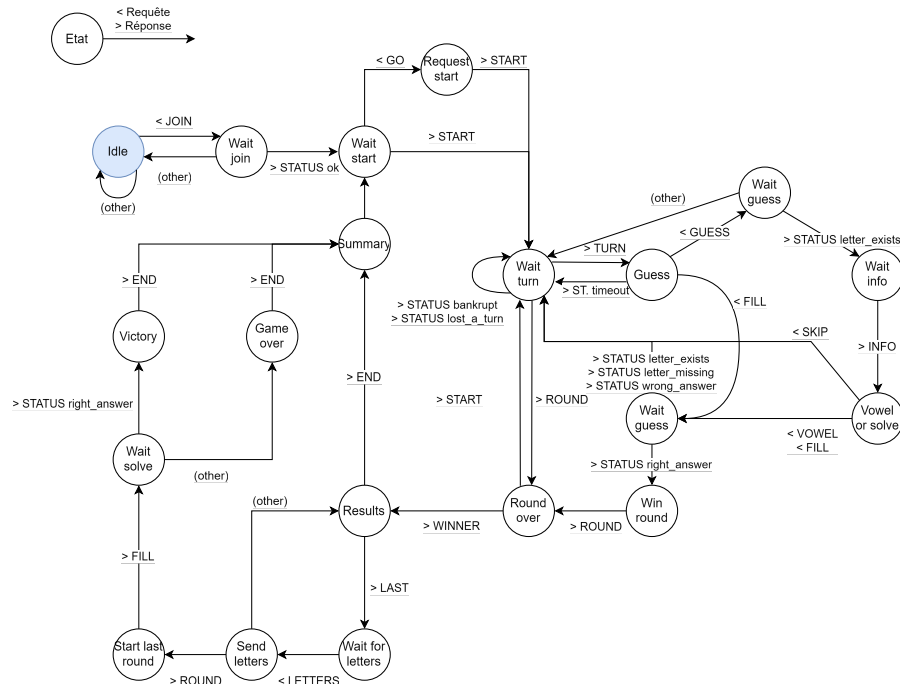 < Requête
> Réponse
Etat
< GO
Request
start
> START
< JOIN
Idle
Wait
join
Wait
start
> START
> STATUS ok
(other)
(other)
Wait
guess
(other)
< GUESS
> STATUS letter_exists
Summary
> TURN
Wait
turn
Guess
Wait
info
> ST. timeout
> END
> END
> STATUS bankrupt
> STATUS lost_a_turn
< FILL
Victory
Game
over
< SKIP
> INFO
> STATUS letter_exists
> STATUS letter_missing
> STATUS wrong_answer
> END
> STATUS right_answer
> START
> ROUND
Wait
guess
Vowel
or solve
< VOWEL
< FILL
Wait
solve
(other)
> STATUS right_answer
(other)
Results
Round
over
Win
round
> WINNER
> ROUND
> FILL
> LAST
Start last
round
Send
letters
Wait for
letters
> ROUND
< LETTERS